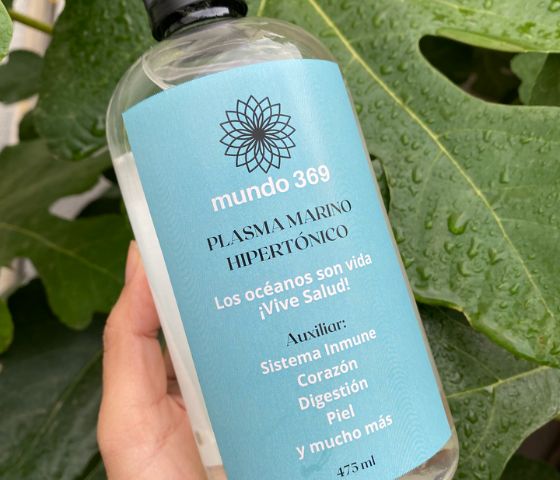 mundo 369
PLASMA MARINO
HIPERTÓNICO
Los océanos son vida
¡Vive Salud!
Auxiliar:
Sistema Inmune
Corazón
Digestión
Piel
y mucho más
475 ml